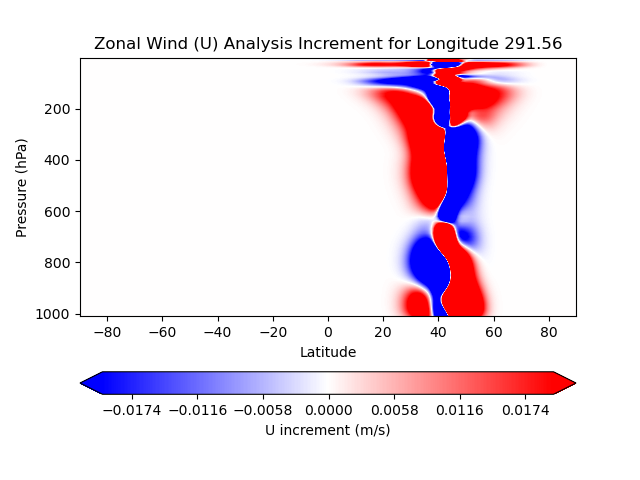 Zonal Wind (U) Analysis Increment for Longitude 291.56
Pressure (hPa)
200
400
600
800
1000
−80 −60 −40 −20 0 20 40 60 80
Latitude
−0.0174 −0.0116 −0.0058 0.0000 0.0058 0.0116 0.0174
U increment (m/s)